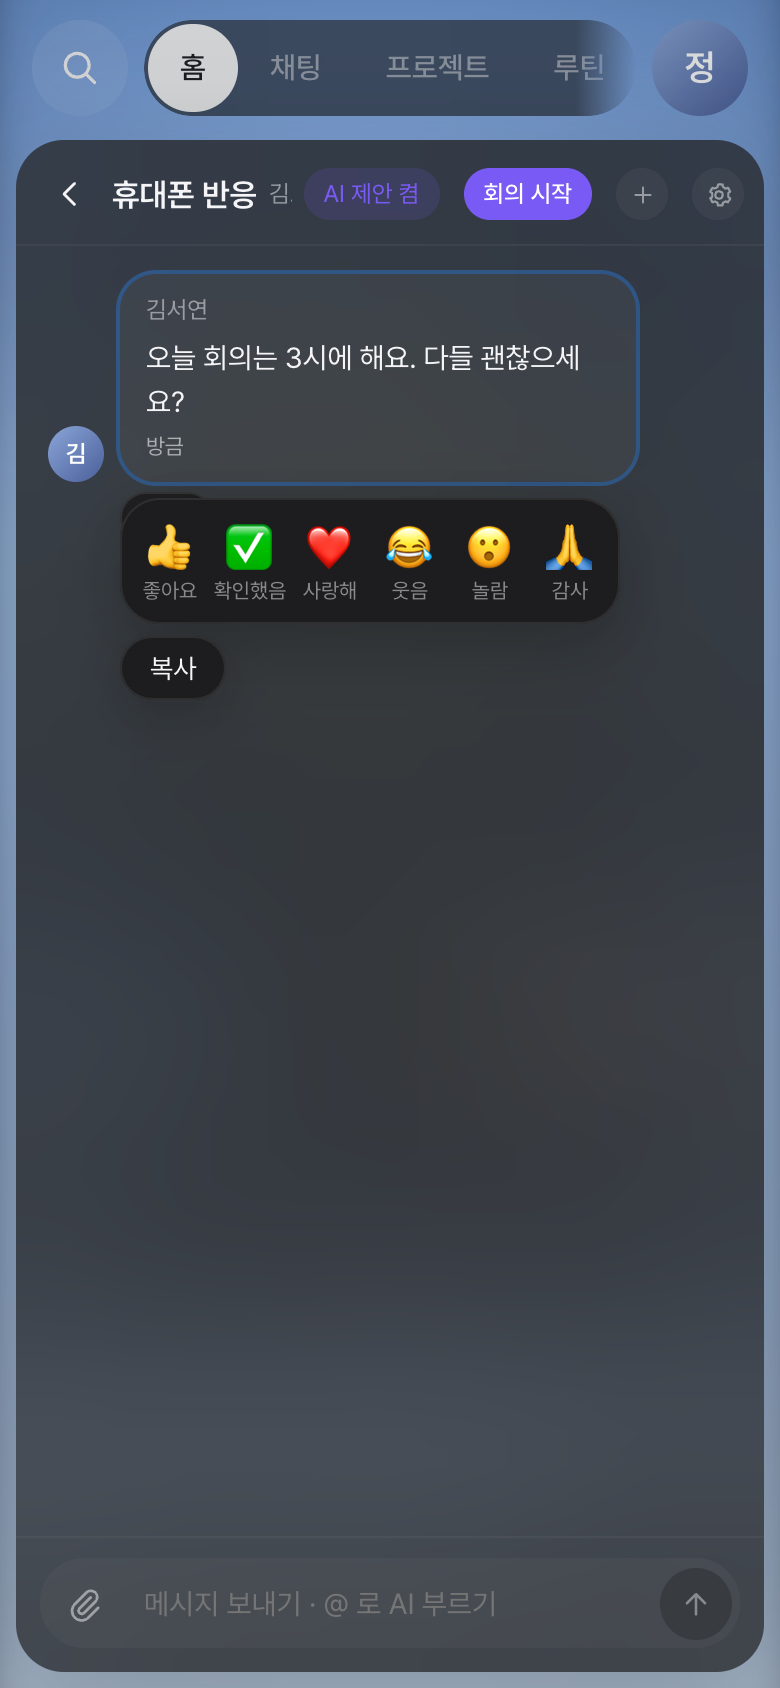 홈 채팅 프로젝트 루틴 정
휴대폰 반응 김. AI 제안 켬 회의 시작
김서연
오늘 회의는 3시에 해요. 다들 괜찮으세
요?
방금
김
좋아요 확인했음 사랑해 웃음 놀람 감사
복사
메시지 보내기 · @ 로 AI 부르기